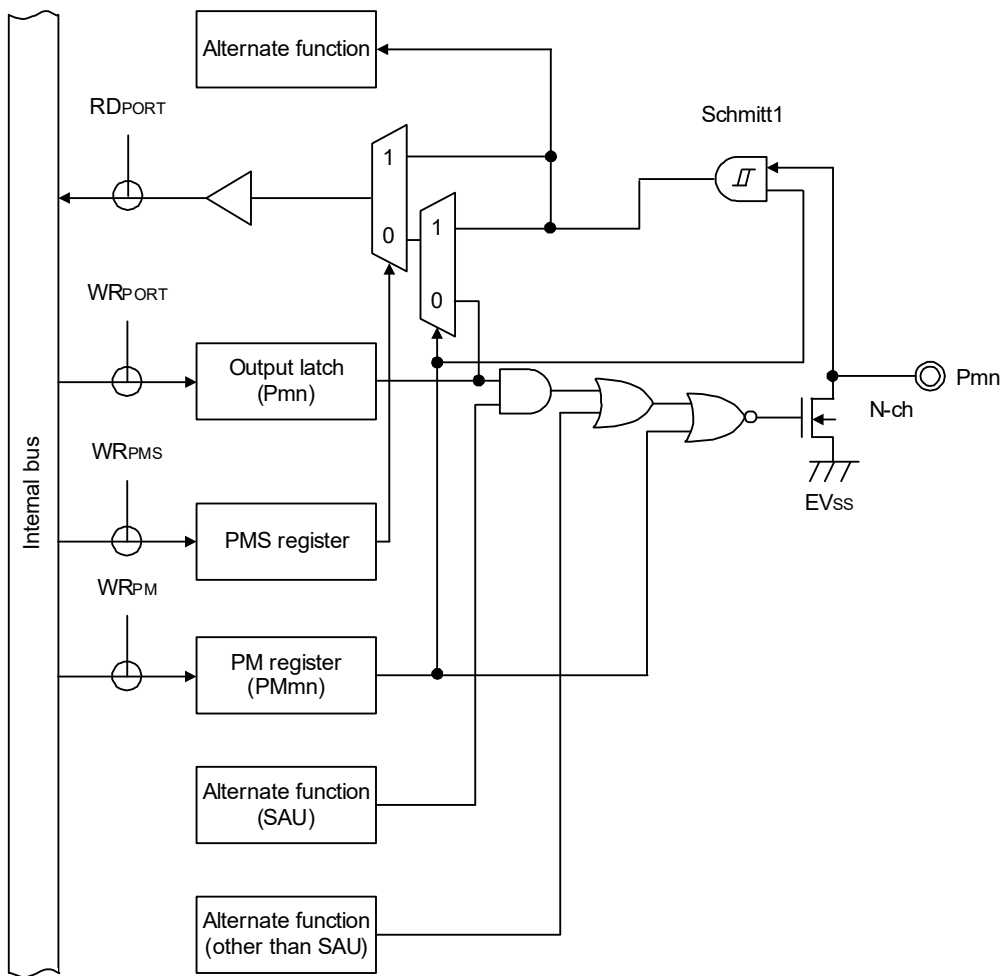 Alternate function
RDPORT
Schmitt1
1
0
1
0
WRPORT
Output latch
(Pmn)
Pmn
N-ch
EVSS
WRPMS
PMS register
Internal bus
WRPM
PM register
(PMmn)
Alternate function
(SAU)
Alternate function
(other than SAU)